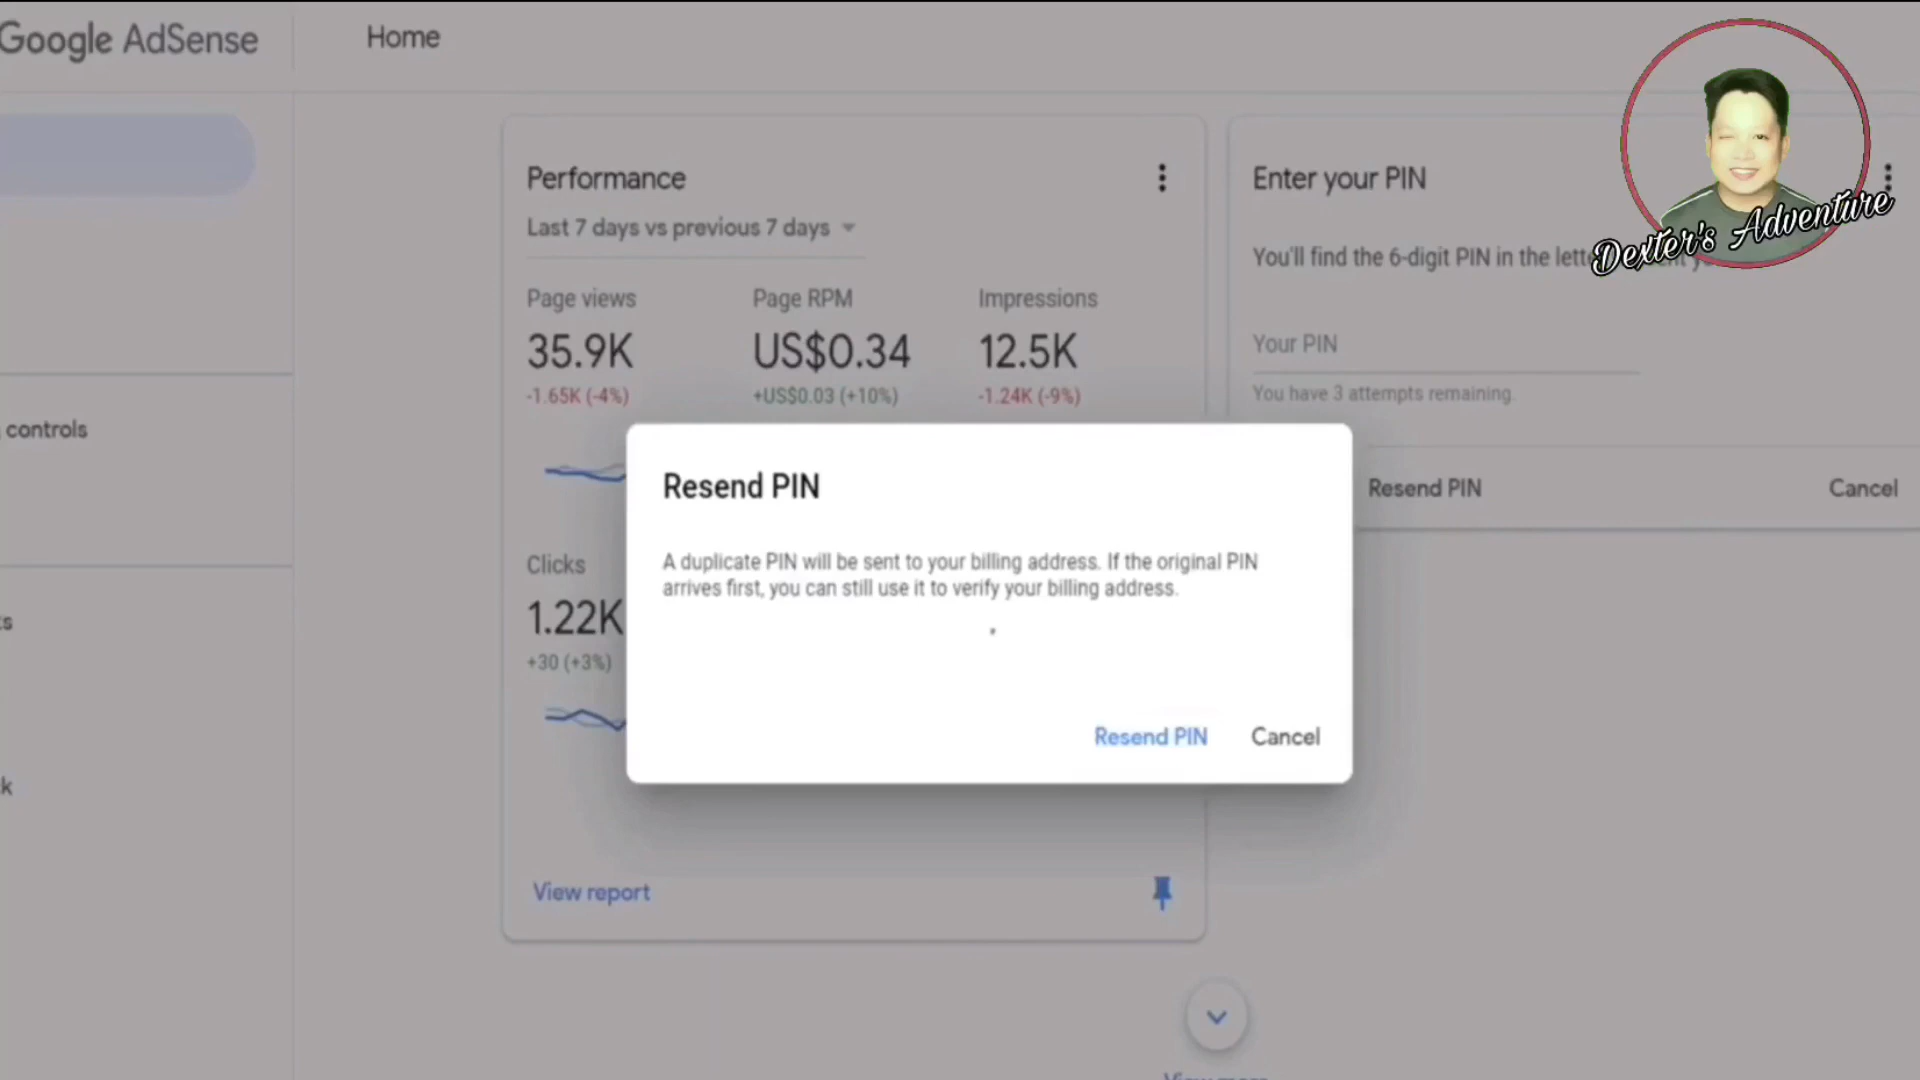 Google AdSense
Home
Dexter's Adventure
controls
Performance
Last 7 days vs previous 7 days
Page views
Page RPM
Impressions
35.9K
US$0.34
12.5K
-1.65K (-4%)
+US$0.03 (+10%)
-1.24K (-9%)
Clicks
1.22K
+30 (+3%)
View report
Enter your PIN
You'll find the 6-digit PIN in the
Your PIN
You have 3 attempts remaining.
Resend PIN
Cancel
Resend PIN
A duplicate PIN will be sent to your billing address. If the original PIN
arrives first, you can still use it to verify your billing address.
Resend PIN
Cancel